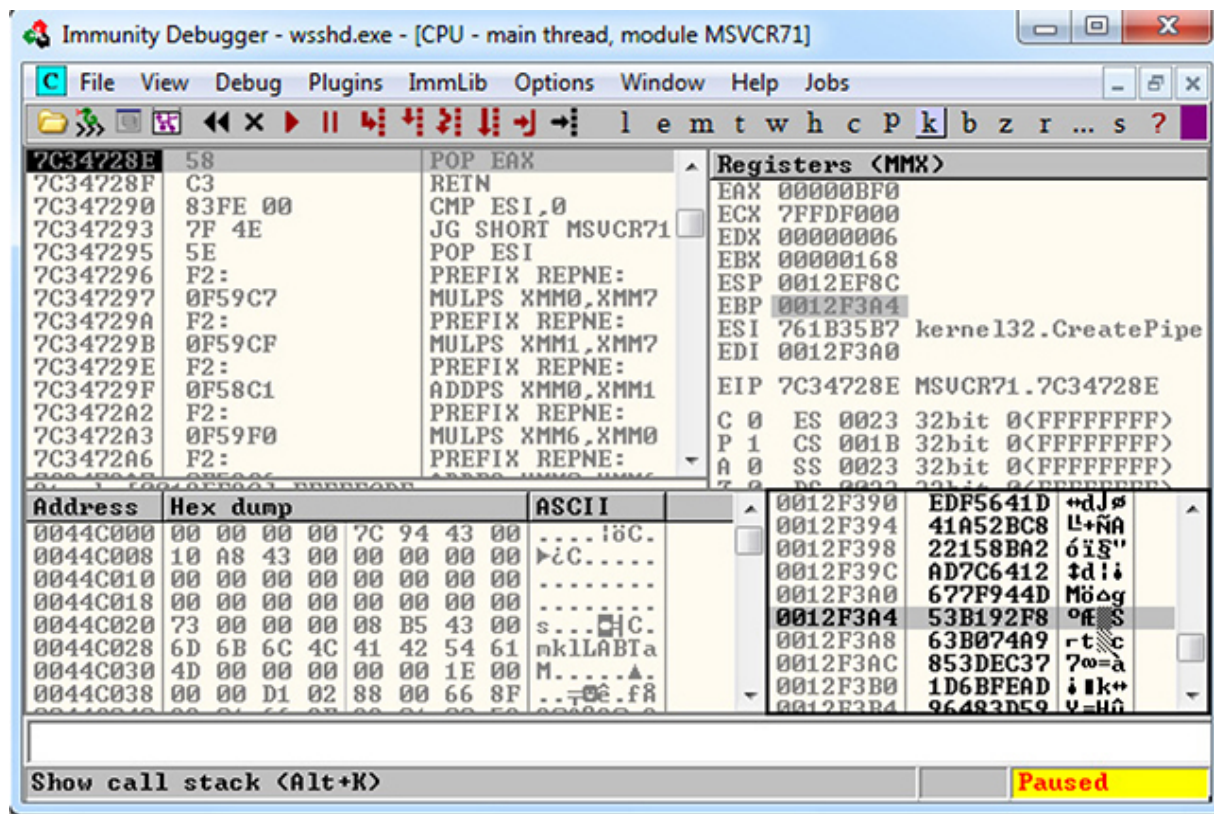 Immunity Debugger - wsshd.exe - [CPU - main thread, module MSVCR71]
C File View Debug Plugins ImmLib Options Window Help Jobs
l e m t w h c P k b z r ... s ?
7C34728E 58 POP EAX
7C34728F C3 RETN
7C347290 83FE 00 CMP ESI,0
7C347293 7F 4E JG SHORT MSVCR71
7C347295 5E POP ESI
7C347296 F2: PREFIX REPNE:
7C347297 0F59C7 MULPS XMM0,XMM7
7C34729A F2: PREFIX REPNE:
7C34729B 0F59CF MULPS XMM1,XMM7
7C34729E F2: PREFIX REPNE:
7C34729F 0F58C1 ADDPS XMM0,XMM1
7C3472A2 F2: PREFIX REPNE:
7C3472A3 0F59F0 MULPS XMM6,XMM0
7C3472A6 F2: PREFIX REPNE:
Registers (MMX)
EAX 00000BF0
ECX 7FFDF000
EDX 00000006
EBX 00000168
ESP 0012EF8C
EBP 0012F3A4
ESI 761B35B7 kernel32.CreatePipe
EDI 0012F3A0
EIP 7C34728E MSVCR71.7C34728E
C 0 ES 0023 32bit 0(FFFFFFFF)
P 1 CS 001B 32bit 0(FFFFFFFF)
A 0 SS 0023 32bit 0(FFFFFFFF)
Address Hex dump ASCII
0044C000 00 00 00 00 7C 94 43 00 ....¦öC.
0044C008 10 A8 43 00 00 00 00 00 ►¿C.....
0044C010 00 00 00 00 00 00 00 00 ........
0044C018 00 00 00 00 00 00 00 00 ........
0044C020 73 00 00 00 08 B5 43 00 s...◘╡C.
0044C028 6D 6B 6C 4C 41 42 54 61 mklLABTa
0044C030 4D 00 00 00 00 00 1E 00 M.....▲.
0044C038 00 00 D1 02 88 00 66 8F ..╤☻ê.fÅ
0012F390 EDF5641D ↔dJø
0012F394 41A52BC8 ╚+ÑA
0012F398 22158BA2 óï§"
0012F39C AD7C6412 ↕d¦¡
0012F3A0 677F944D Mö⌂g
0012F3A4 53B192F8 °Æ▒S
0012F3A8 63B074A9 ⌐t░c
0012F3AC 853DEC37 7∞=à
0012F3B0 1D6BFEAD ¡■k↔
0012F3B4 96483D59 Y=Hû
Show call stack (Alt+K)
Paused